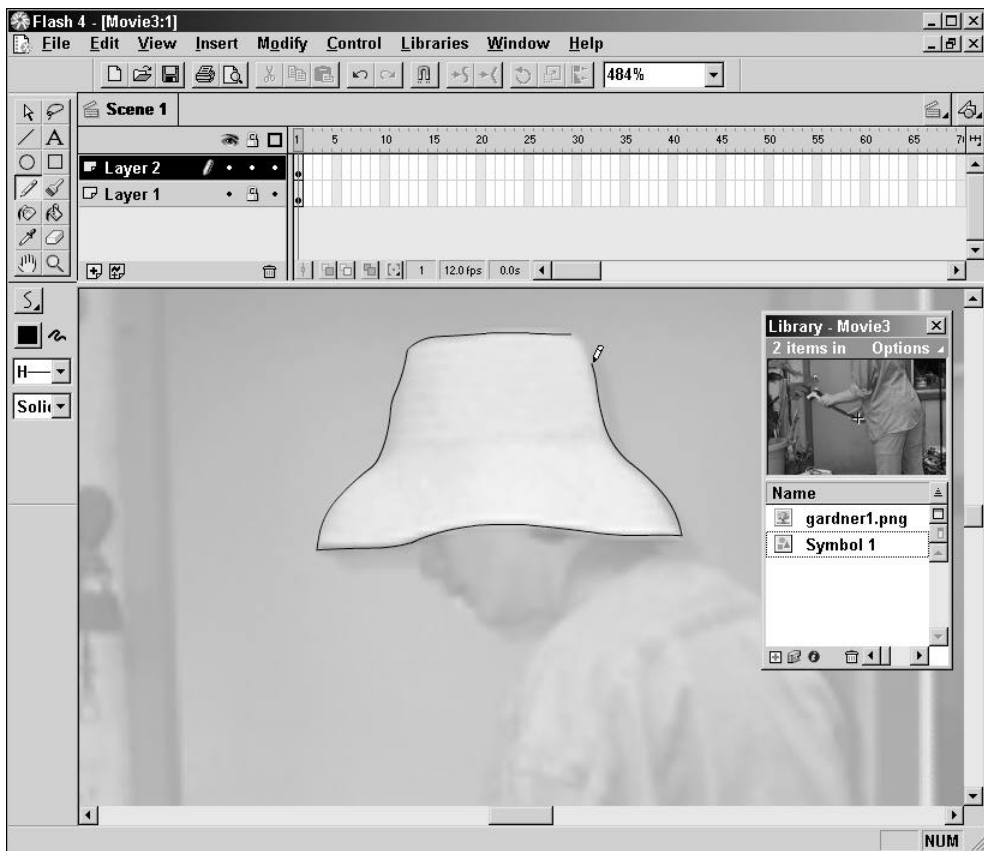 Flash 4 - [Movie3:1]
File Edit View Insert Modify Control Libraries Window Help
484%
Scene 1
1 5 10 15 20 25 30 35 40 45 50 55 60 65 7
Layer 2
Layer 1
1 12.0 fps 0.0s
H
Soli
Library - Movie3
2 items in Options
Name
gardner1.png
Symbol 1
NUM